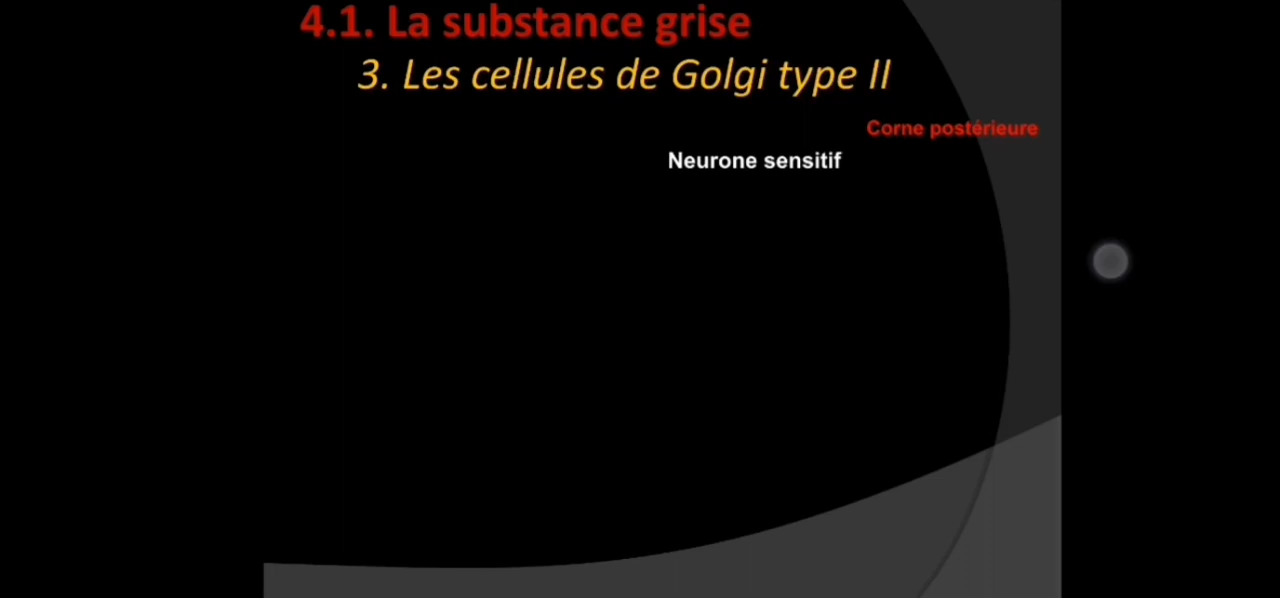 4.1. La substance grise
3. Les cellules de Golgi type II
Corne postérieure
Neurone sensitif